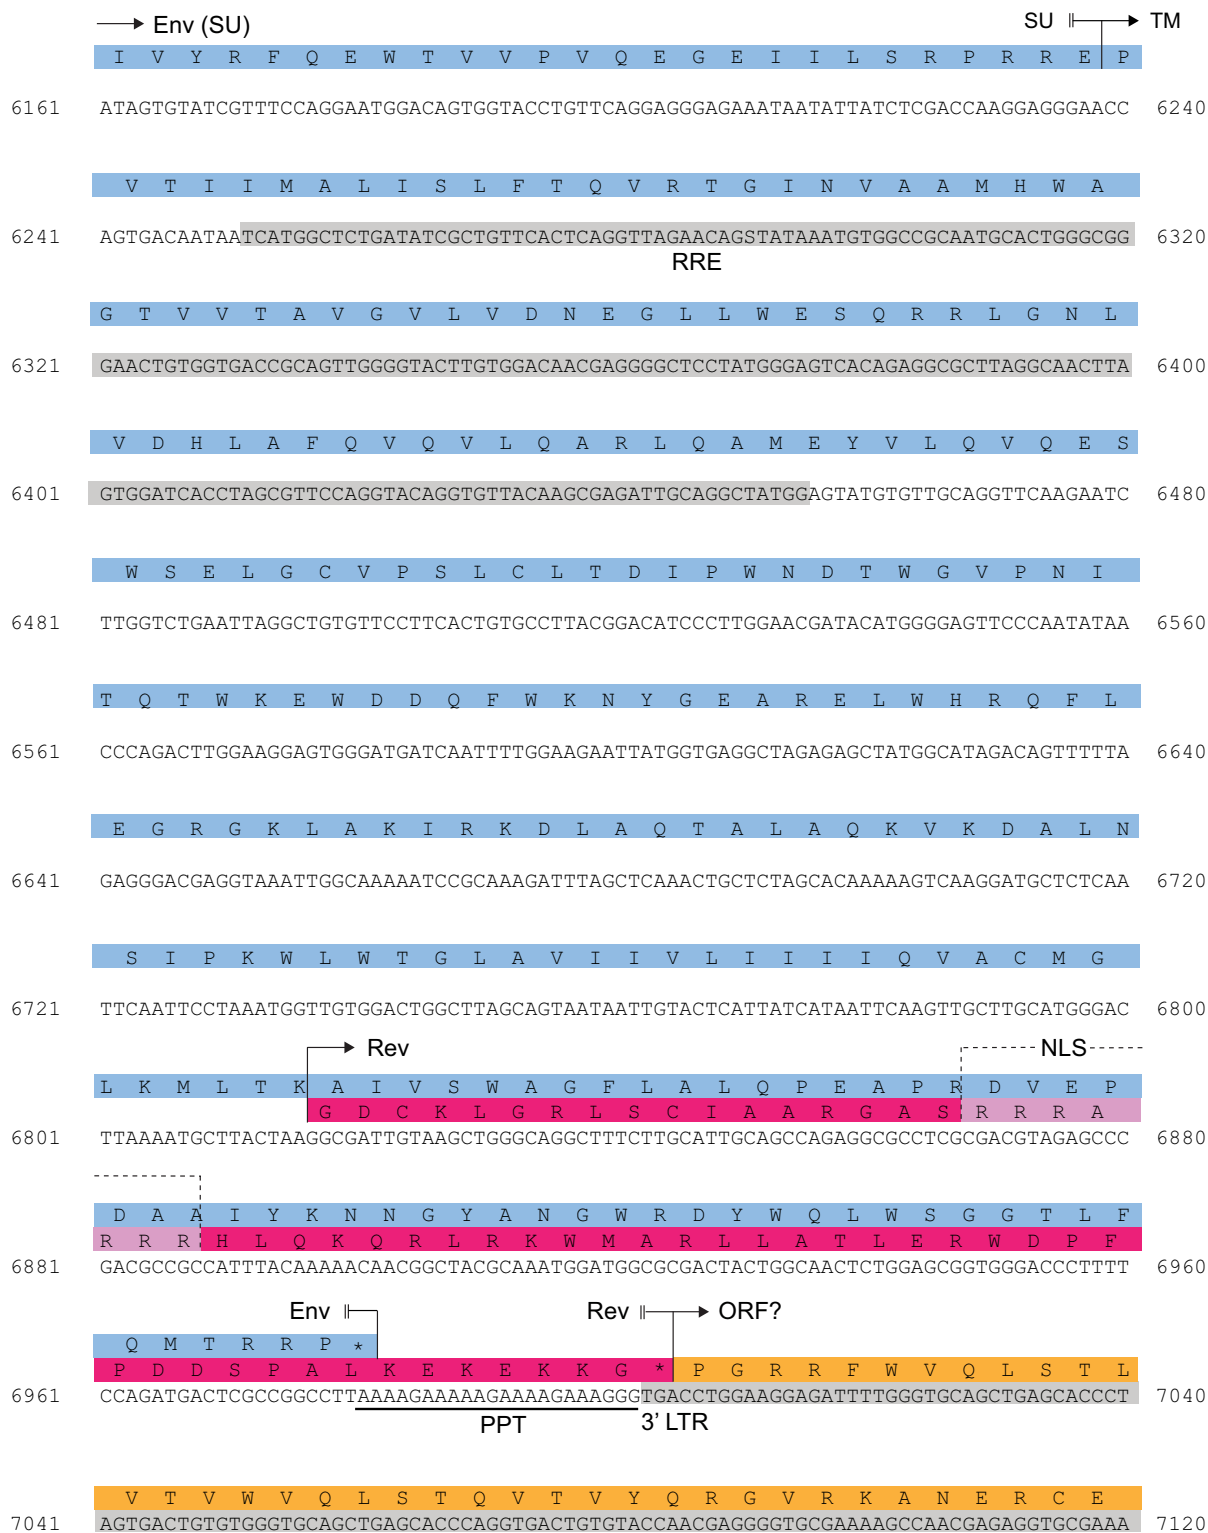 Env (SU) SU TM
I V Y R F Q E W T V V P V Q E G E I I L S R P R R E P
6161 ATAGTGTATCGTTTCCAGGAATGGACAGTGGTACCTGTTCAGGAGGGAGAAATAATATTATCTCGACCAAGGAGGGAACC 6240
V T I I M A L I S L F T Q V R T G I N V A A M H W A
6241 AGTGACAATAATCATGGCTCTGATATCGCTGTTCACTCAGGTTAGAACAGSTATAAATGTGGCCGCAATGCACTGGGCGG 6320
RRE
G T V V T A V G V L V D N E G L L W E S Q R R L G N L
6321 GAACTGTGGTGACCGCAGTTGGGGTACTTGTGGACAACGAGGGGCTCCTATGGGAGTCACAGAGGCGCTTAGGCAACTTA 6400
V D H L A F Q V Q V L Q A R L Q A M E Y V L Q V Q E S
6401 GTGGATCACCTAGCGTTCCAGGTACAGGTGTTACAAGCGAGATTGCAGGCTATGGAGTATGTGTTGCAGGTTCAAGAATC 6480
W S E L G C V P S L C L T D I P W N D T W G V P N I
6481 TTGGTCTGAATTAGGCTGTGTTCCTTCACTGTGCCTTACGGACATCCCTTGGAACGATACATGGGGAGTTCCCAATATAA 6560
T Q T W K E W D D Q F W K N Y G E A R E L W H R Q F L
6561 CCCAGACTTGGAAGGAGTGGGATGATCAATTTTGGAAGAATTATGGTGAGGCTAGAGAGCTATGGCATAGACAGTTTTTA 6640
E G R G K L A K I R K D L A Q T A L A Q K V K D A L N
6641 GAGGGACGAGGTAAATTGGCAAAAATCCGCAAAGATTTAGCTCAAACTGCTCTAGCACAAAAAGTCAAGGATGCTCTCAA 6720
S I P K W L W T G L A V I I V L I I I I Q V A C M G
6721 TTCAATTCCTAAATGGTTGTGGACTGGCTTAGCAGTAATAATTGTACTCATTATCATAATTCAAGTTGCTTGCATGGGAC 6800
Rev NLS
L K M L T K A I V S W A G F L A L Q P E A P R D V E P
G D C K L G R L S C I A A R G A S R R R A
6801 TTAAAATGCTTACTAAGGCGATTGTAAGCTGGGCAGGCTTTCTTGCATTGCAGCCAGAGGCGCCTCGCGACGTAGAGCCC 6880
D A A I Y K N N G Y A N G W R D Y W Q L W S G G T L F
R R R H L Q K Q R L R K W M A R L L A T L E R W D P F
6881 GACGCCGCCATTTACAAAAACAACGGCTACGCAAATGGATGGCGCGACTACTGGCAACTCTGGAGCGGTGGGACCCTTTT 6960
Env Rev ORF?
Q M T R R P *
P D D S P A L K E K E K K G * P G R R F W V Q L S T L
6961 CCAGATGACTCGCCGGCCTTAAAAGAAAAAGAAAAGAAAGGGTGACCTGGAAGGAGATTTTGGGTGCAGCTGAGCACCCT 7040
PPT 3’ LTR
V T V W V Q L S T Q V T V Y Q R G V R K A N E R C E
7041 AGTGACTGTGTGGGTGCAGCTGAGCACCCAGGTGACTGTGTACCAACGAGGGGTGCGAAAAGCCAACGAGAGGTGCGAAA 7120